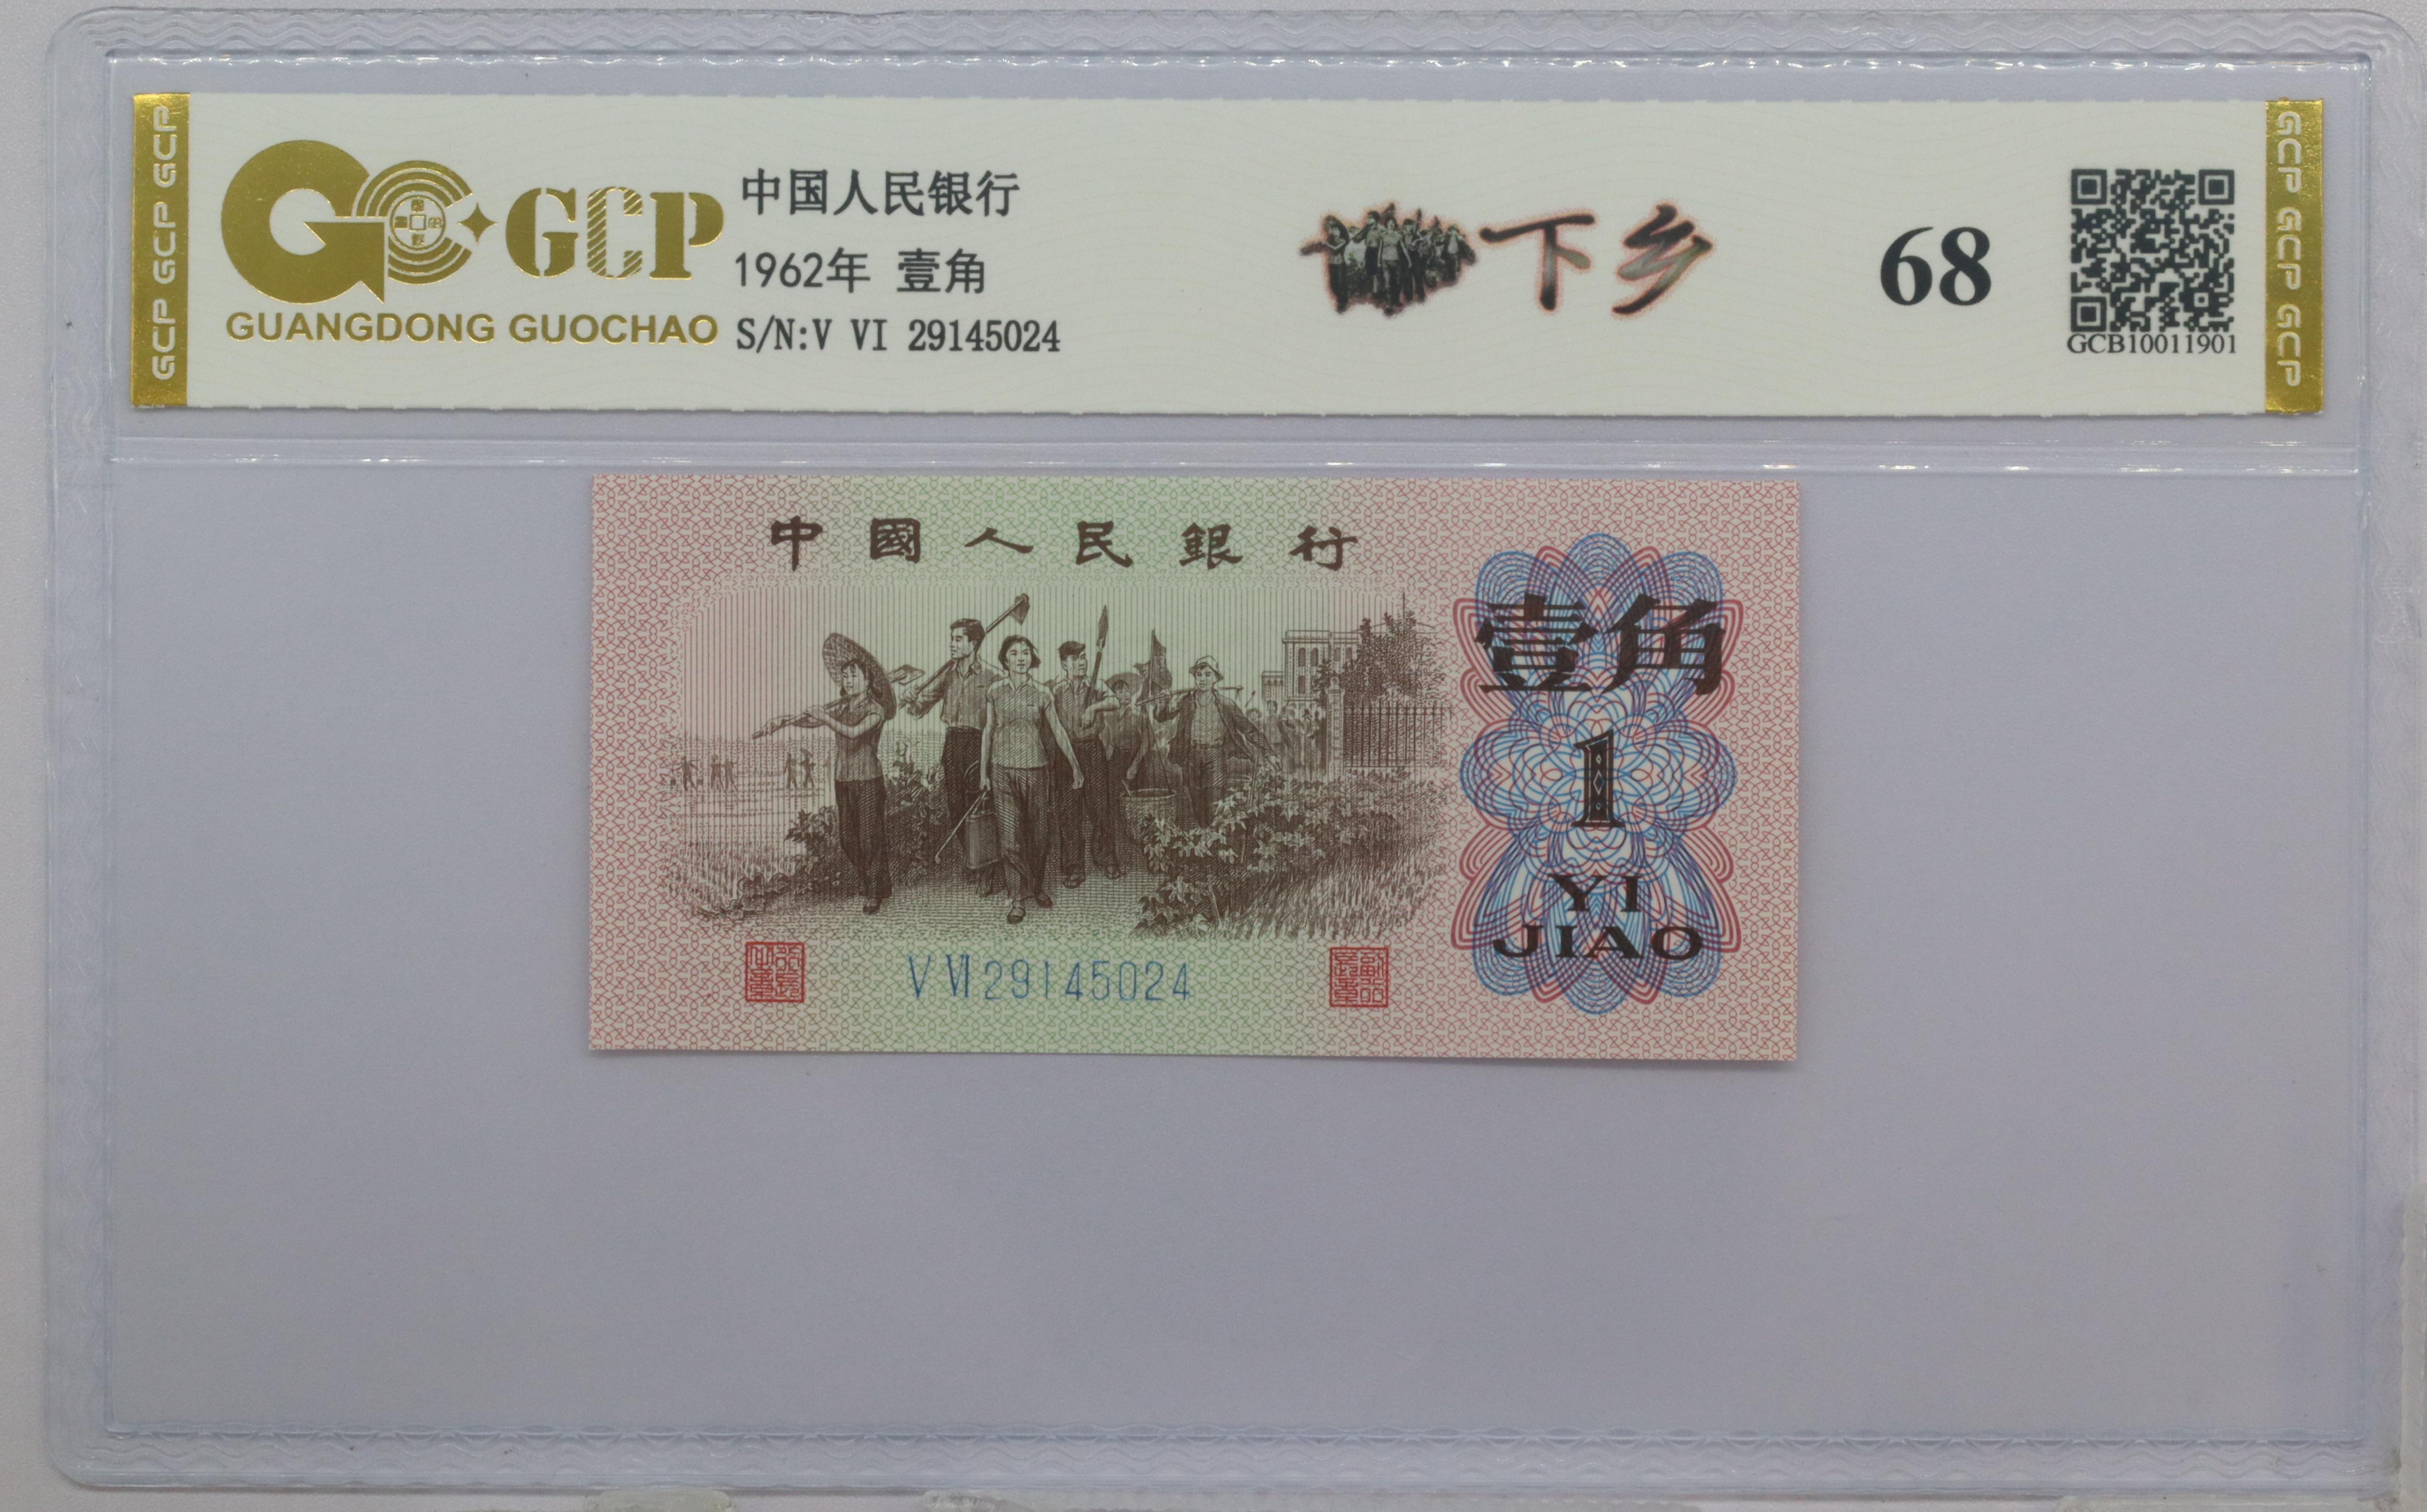 GCP GCP GCP
GCP
GUANGDONG GUOCHAO
中国人民银行
1962年 壹角
S/N:V VI 29145024
下乡
68
GCB10011901
GCP GCP GCP
中國人民銀行
壹角
1
YI
JIAO
V VI 29145024